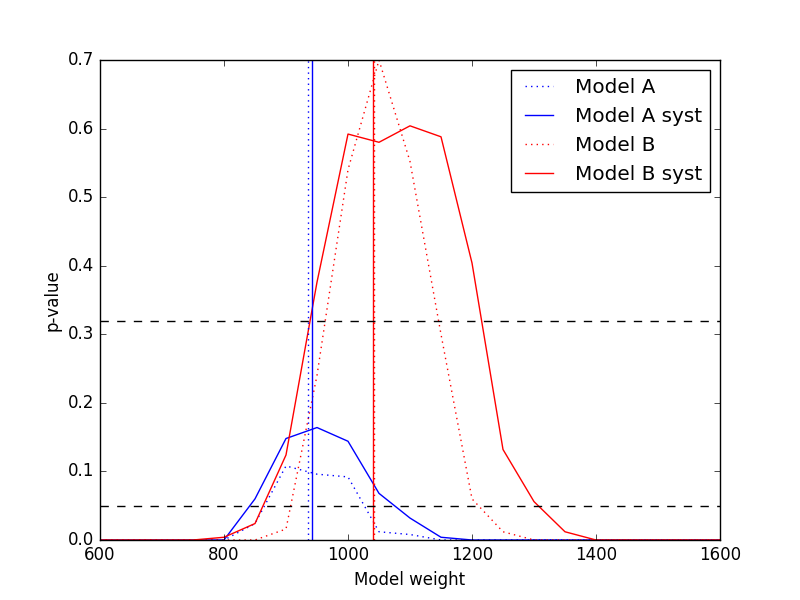 0.7
0.6
0.5
0.4
0.3
0.2
0.1
0.0
p-value
600
800
1000
1200
1400
1600
Model weight
Model A
Model A syst
Model B
Model B syst